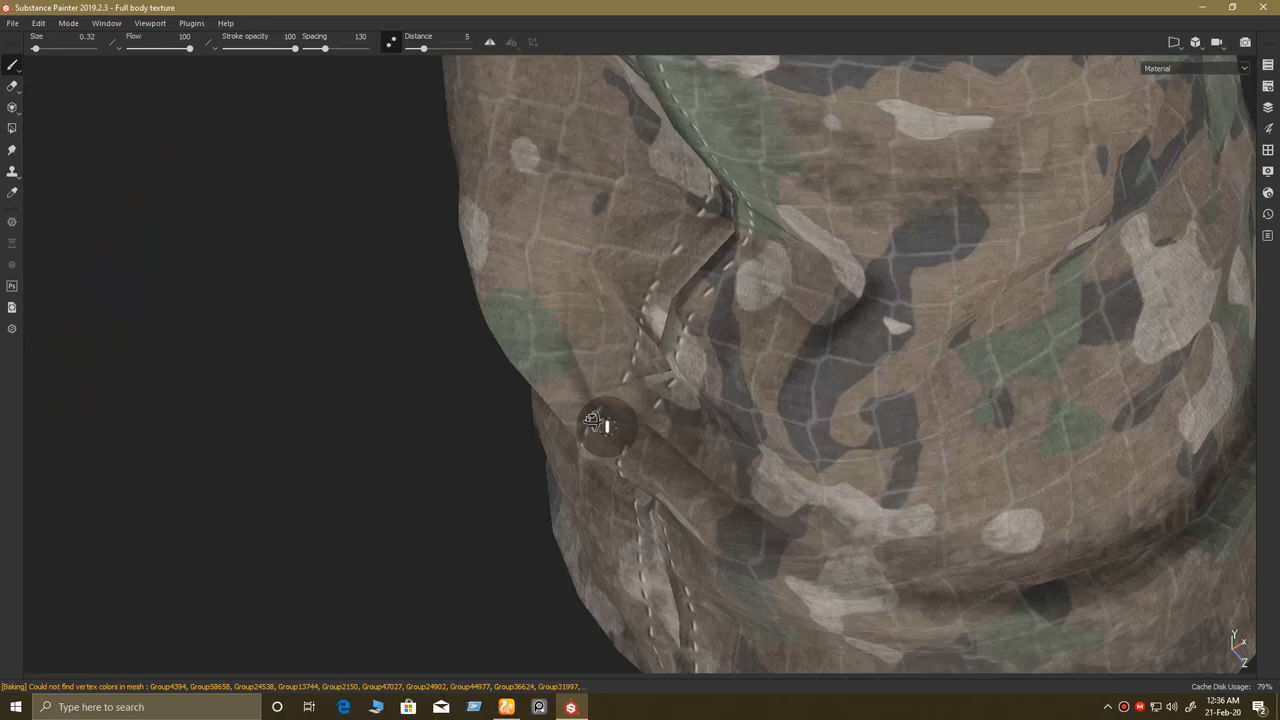 Substance Painter 2019.2.3 - Full body texture
File Edit Mode Window Viewport Plugins Help
Size 0.32 Flow 100 Stroke opacity 100 Spacing 130 Distance 5
Material
Ps
Y
X
Z
[Baking] Could not find vertex colors in mesh : Group4394, Group58658, Group24538, Group13744, Group2150, Group47027, Group24902, Group44977, Group36624, Group31997,...
Cache Disk Usage: 79%
Type here to search
12:36 AM
21-Feb-20
2